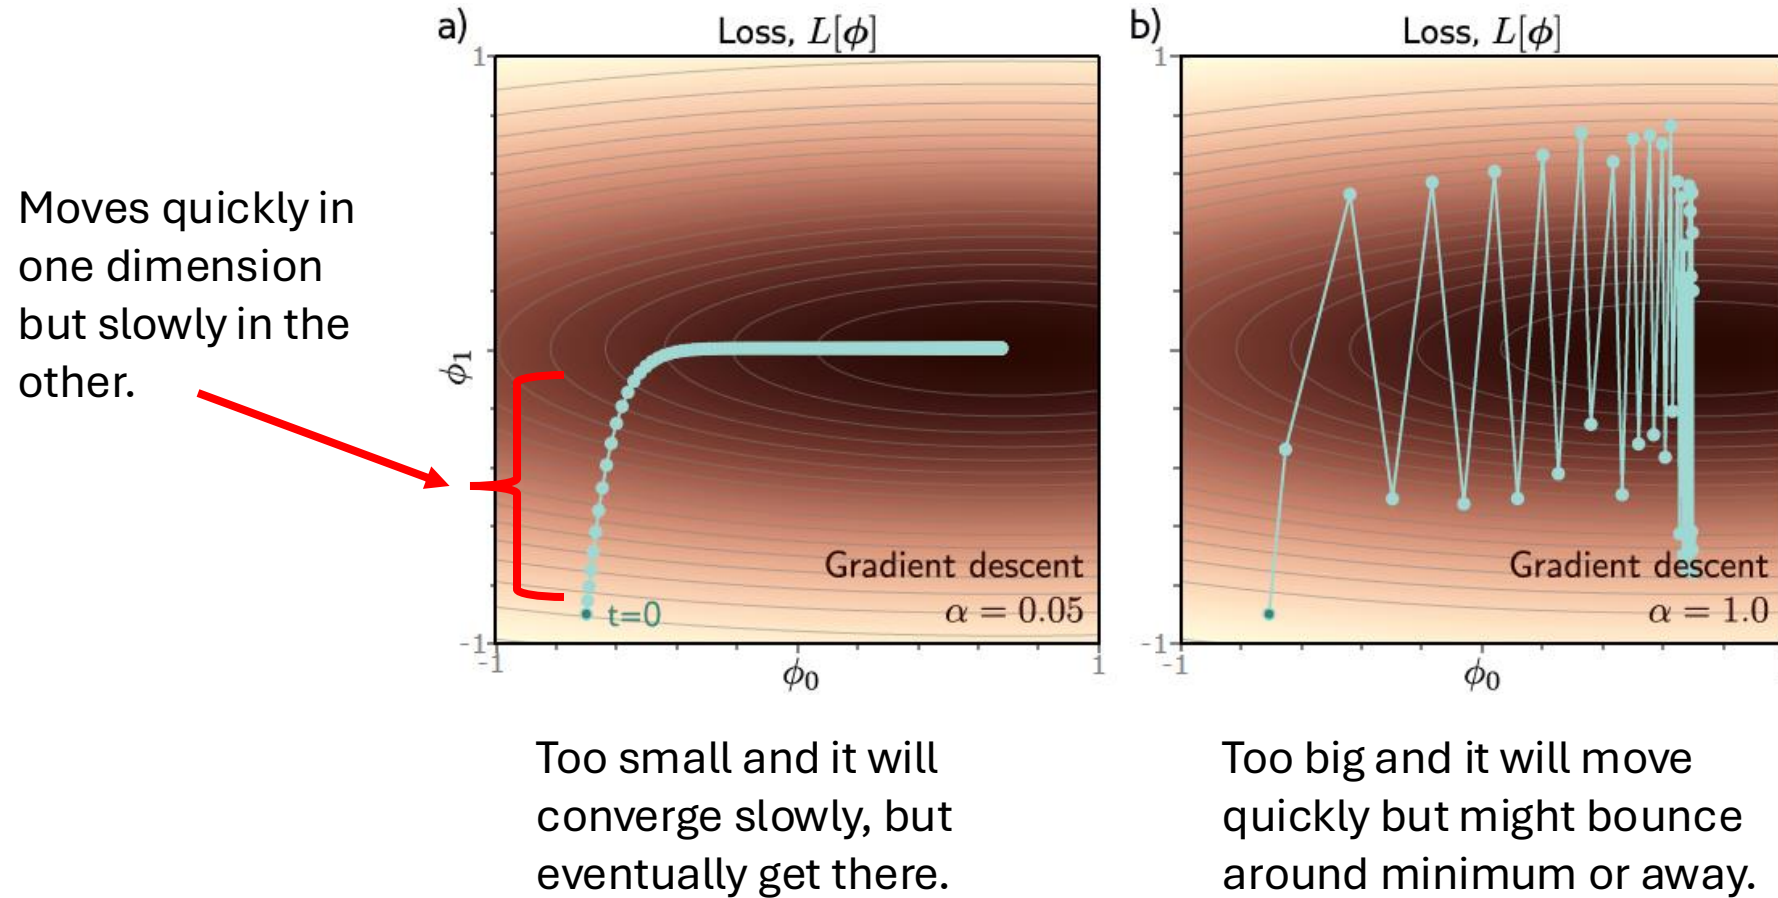 a)
Loss, L[ϕ]
1
ϕ₁
-1
-1
ϕ₀
1
t=0
Gradient descent
α = 0.05
b)
Loss, L[ϕ]
1
-1
-1
ϕ₀
Gradient descent
α = 1.0
Moves quickly in
one dimension
but slowly in the
other.
Too small and it will
converge slowly, but
eventually get there.
Too big and it will move
quickly but might bounce
around minimum or away.